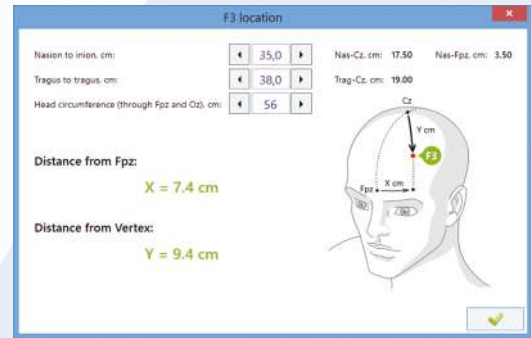 F3 location
Nasion to inion, cm: 35,0 Nas-Cz, cm: 17.50 Nas-Fpz, cm: 3.50
Tragus to tragus, cm: 38,0 Trag-Cz, cm: 19.00
Head circumference (through Fpz and Oz), cm: 56
Cz
Y cm
F3
Distance from Fpz:
X = 7.4 cm
Fpz
X cm
Distance from Vertex:
Y = 9.4 cm